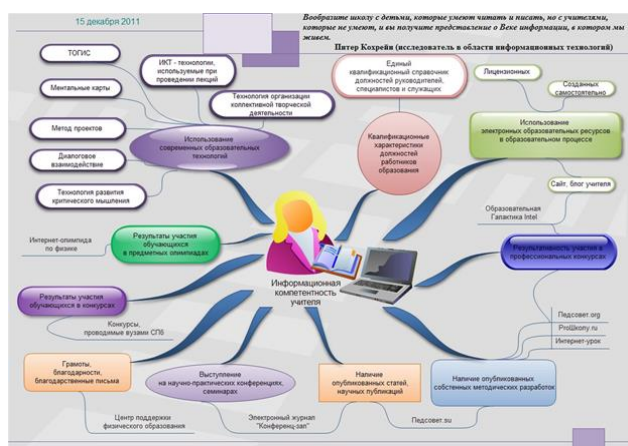 15 декабря 2011
Вообразите школу с детьми, которые умеют читать и писать, но с учителями,
которые не умеют, и вы получите представление о Веке информации, в котором мы
живем.
Питер Кохрейн (исследователь в области информационных технологий)
ТОГИС
ИКТ - технологии,
используемые при
проведении лекций
Ментальные карты
Технология организации
коллективной творческой
деятельности
Метод проектов
Диалоговое
взаимодействие
Технология развития
критического мышления
Использование
современных образовательных
технологий
Единый
квалификационный справочник
должностей руководителей,
специалистов и служащих
Квалификационные
характеристики
должностей
работников
образования
Лицензионных
Созданных
самостоятельно
Использование
электронных образовательных ресурсов
в образовательном процессе
Сайт, блог учителя
Образовательная
Галактика Intel
Результативность участия в
профессиональных конкурсах
Результаты участия
обучающихся
в предметных олимпиадах
Интернет-олимпиада
по физике
Информационная
компетентность
учителя
Результаты участия
обучающихся в конкурсах
Конкурсы,
проводимые вузами СПб
Педсовет.org
ProШколу.ru
Интернет-урок
Грамоты,
благодарности,
благодарственные письма
Выступление
на научно-практических конференциях,
семинарах
Наличие
опубликованных статей,
научных публикаций
Наличие опубликованных
собственных методических разработок
Центр поддержки
физического образования
Электронный журнал
"Конференц-зал"
Педсовет.su